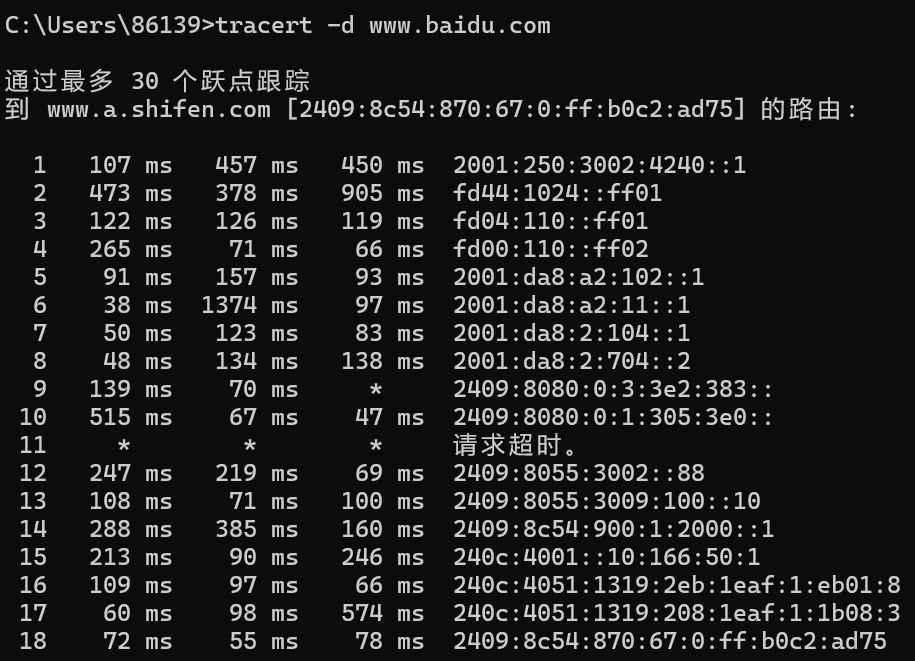 C:\Users\86139>tracert -d www.baidu.com
通过最多 30 个跃点跟踪
到 www.a.shifen.com [2409:8c54:870:67:0:ff:b0c2:ad75] 的路由:
1 107 ms 457 ms 450 ms 2001:250:3002:4240::1
2 473 ms 378 ms 905 ms fd44:1024::ff01
3 122 ms 126 ms 119 ms fd04:110::ff01
4 265 ms 71 ms 66 ms fd00:110::ff02
5 91 ms 157 ms 93 ms 2001:da8:a2:102::1
6 38 ms 1374 ms 97 ms 2001:da8:a2:11::1
7 50 ms 123 ms 83 ms 2001:da8:2:104::1
8 48 ms 134 ms 138 ms 2001:da8:2:704::2
9 139 ms 70 ms * 2409:8080:0:3:3e2:383::
10 515 ms 67 ms 47 ms 2409:8080:0:1:305:3e0::
11 * * * 请求超时。
12 247 ms 219 ms 69 ms 2409:8055:3002::88
13 108 ms 71 ms 100 ms 2409:8055:3009:100::10
14 288 ms 385 ms 160 ms 2409:8c54:900:1:2000::1
15 213 ms 90 ms 246 ms 240c:4001::10:166:50:1
16 109 ms 97 ms 66 ms 240c:4051:1319:2eb:1eaf:1:eb01:8
17 60 ms 98 ms 574 ms 240c:4051:1319:208:1eaf:1:1b08:3
18 72 ms 55 ms 78 ms 2409:8c54:870:67:0:ff:b0c2:ad75